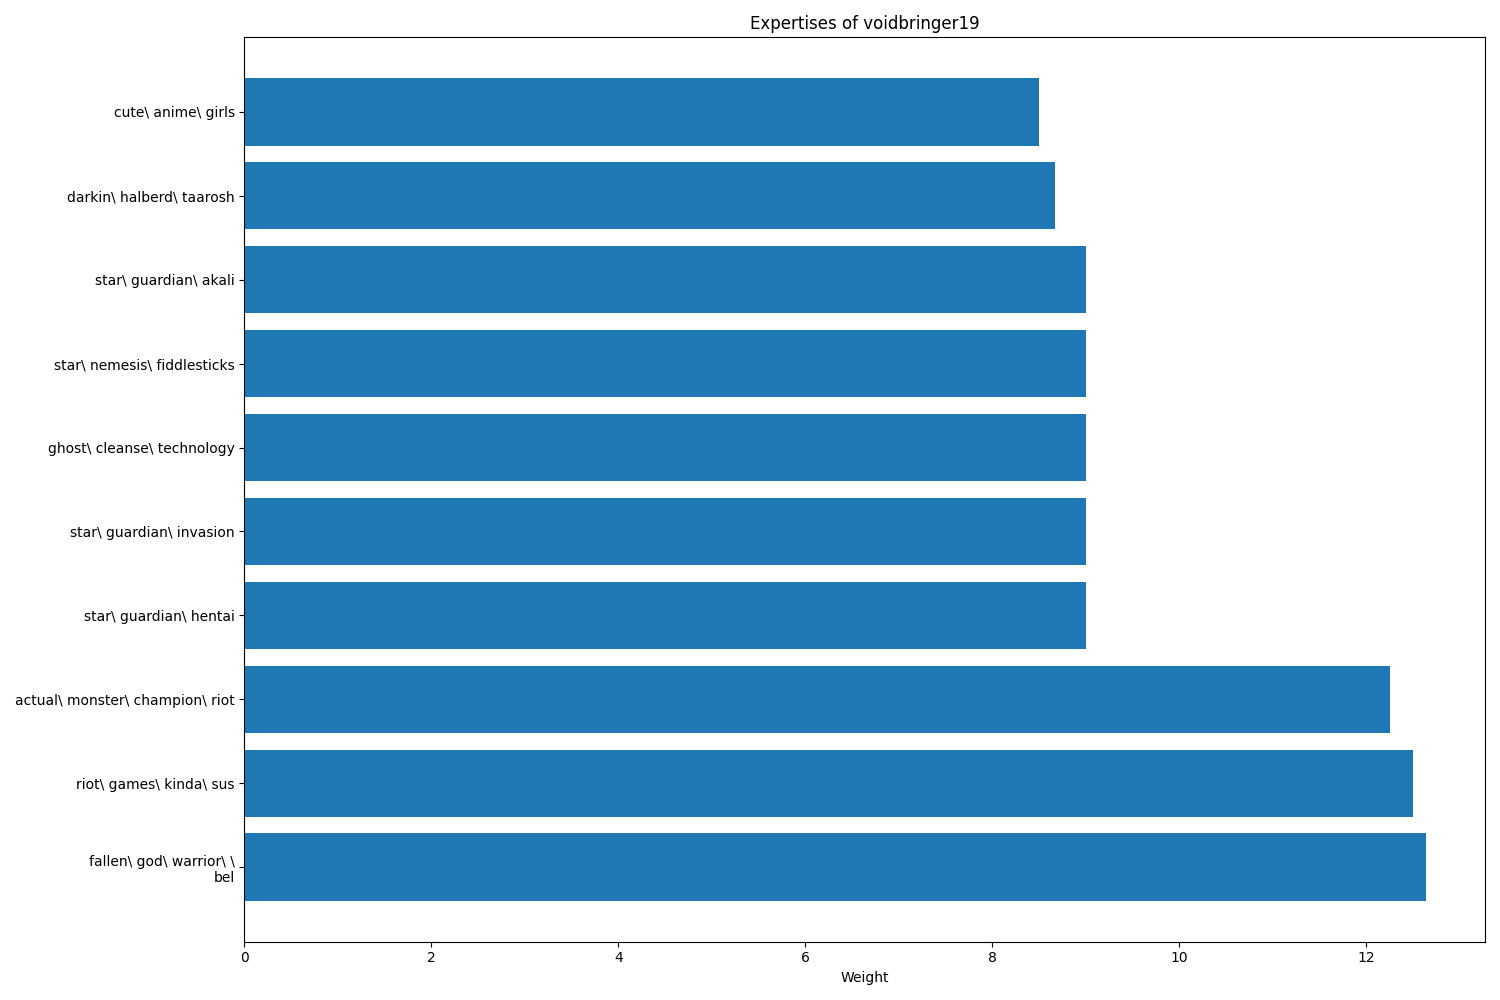 Expertises of voidbringer19
cute\ anime\ girls
darkin\ halberd\ taarosh
star\ guardian\ akali
star\ nemesis\ fiddlesticks
ghost\ cleanse\ technology
star\ guardian\ invasion
star\ guardian\ hentai
actual\ monster\ champion\ riot
riot\ games\ kinda\ sus
fallen\ god\ warrior\ \
bel
0 2 4 6 8 10 12
Weight